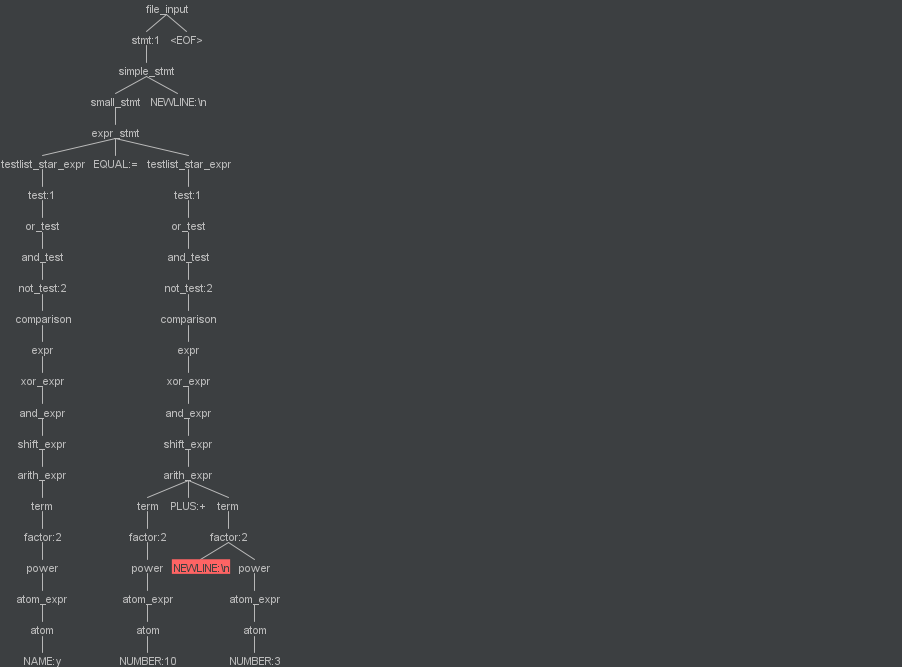 file_input
stmt:1 <EOF>
simple_stmt
small_stmt NEWLINE:\n
expr_stmt
testlist_star_expr EQUAL:= testlist_star_expr
test:1 test:1
or_test or_test
and_test and_test
not_test:2 not_test:2
comparison comparison
expr expr
xor_expr xor_expr
and_expr and_expr
shift_expr shift_expr
arith_expr arith_expr
term term PLUS:+ term
factor:2 factor:2 factor:2
power power NEWLINE:\n power
atom_expr atom_expr atom_expr
atom atom atom
NAME:y NUMBER:10 NUMBER:3